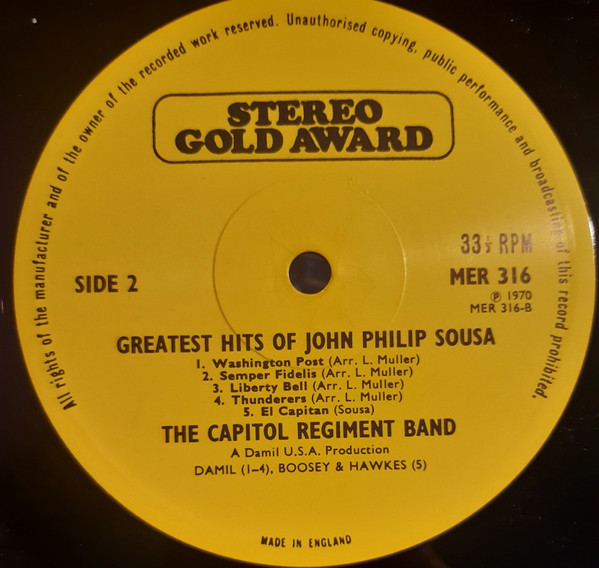 All rights of the manufacturer and of the owner of the recorded work reserved. Unauthorised copying, public performance and broadcasting of this record prohibited.
STEREO
GOLD AWARD
33⅓ RPM
SIDE 2
MER 316
℗ 1970
MER 316-B
GREATEST HITS OF JOHN PHILIP SOUSA
1. Washington Post (Arr. L. Muller)
2. Semper Fidelis (Arr. L. Muller)
3. Liberty Bell (Arr. L. Muller)
4. Thunderers (Arr. L. Muller)
5. El Capitan (Sousa)
THE CAPITOL REGIMENT BAND
A Damil U.S.A. Production
DAMIL (1-4), BOOSEY & HAWKES (5)
MADE IN ENGLAND